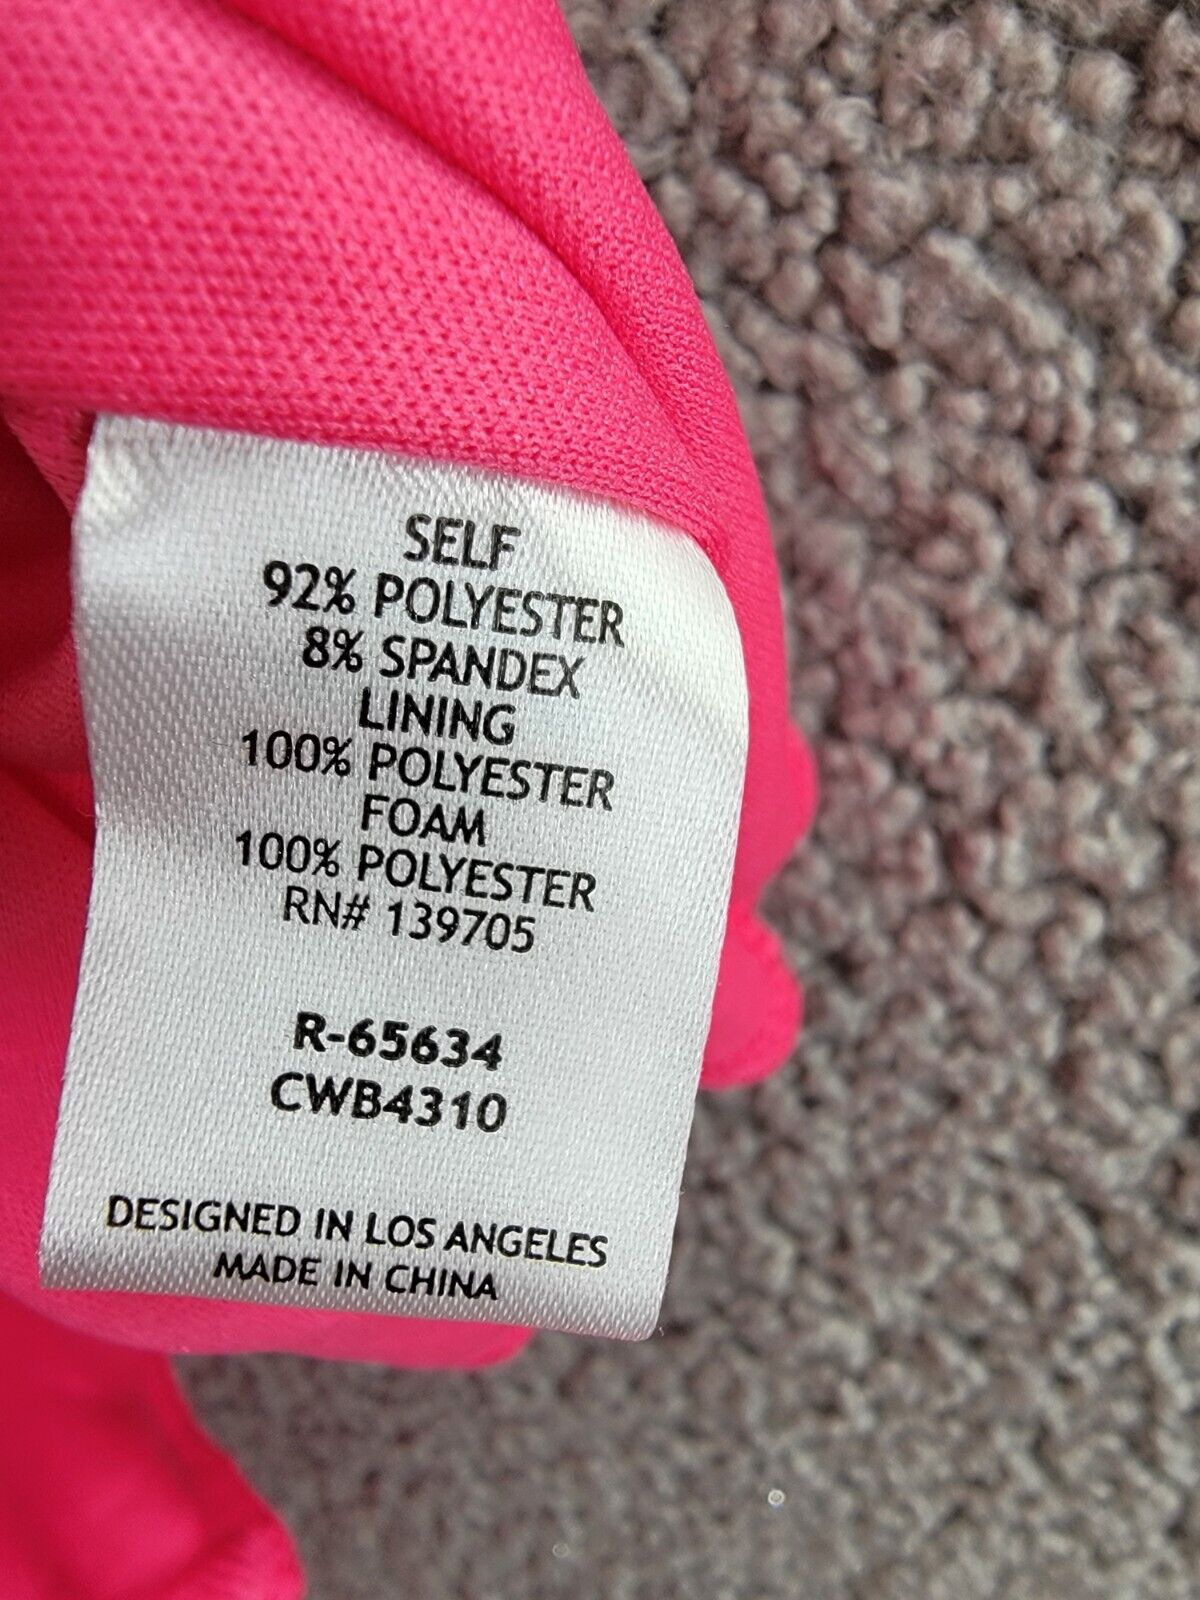 SELF
92% POLYESTER
8% SPANDEX
LINING
100% POLYESTER
FOAM
100% POLYESTER
RN# 139705
R-65634
CWB4310
DESIGNED IN LOS ANGELES
MADE IN CHINA